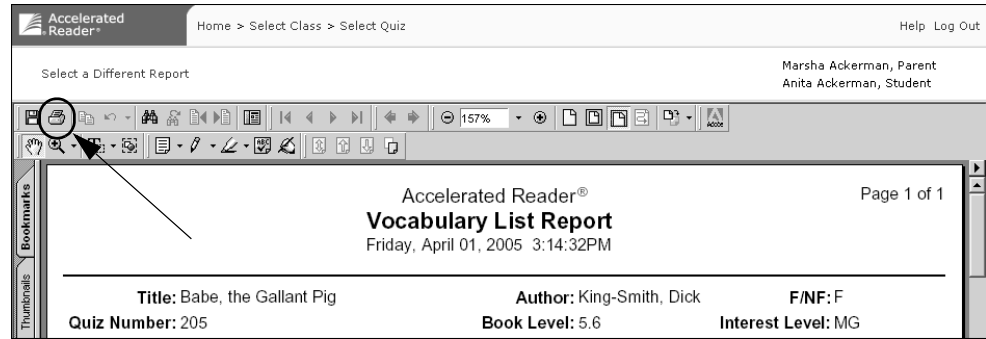 Accelerated
Reader®
Home > Select Class > Select Quiz
Help Log Out
Select a Different Report
Marsha Ackerman, Parent
Anita Ackerman, Student
157%
Adobe
Bookmarks
Thumbnails
Accelerated Reader®
Page 1 of 1
Vocabulary List Report
Friday, April 01, 2005 3:14:32PM
Title: Babe, the Gallant Pig Author: King-Smith, Dick F/NF: F
Quiz Number: 205 Book Level: 5.6 Interest Level: MG